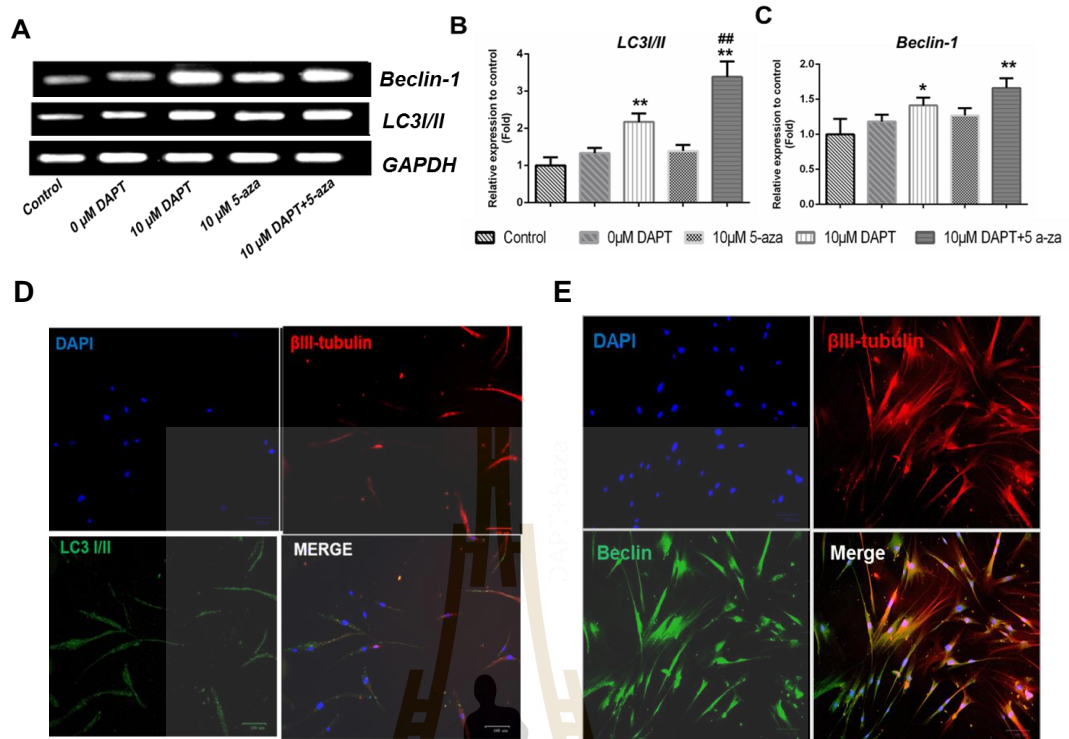 A
Beclin-1
LC3I/II
GAPDH
Control
0 µM DAPT
10 µM DAPT
10 µM 5-aza
10 µM DAPT+5-aza
B
LC3I/II
Relative expression to control
(Fold)
4
3
2
1
0
**
##
**
C
Beclin-1
Relative expression to control
(Fold)
2.0
1.5
1.0
0.5
0.0
*
**
Control
0µM DAPT
10µM 5-aza
10µM DAPT
10µM DAPT+5 a-za
D
DAPI
βIII-tubulin
LC3 I/II
MERGE
DAPT+5aza
E
DAPI
βIII-tubulin
Beclin
Merge